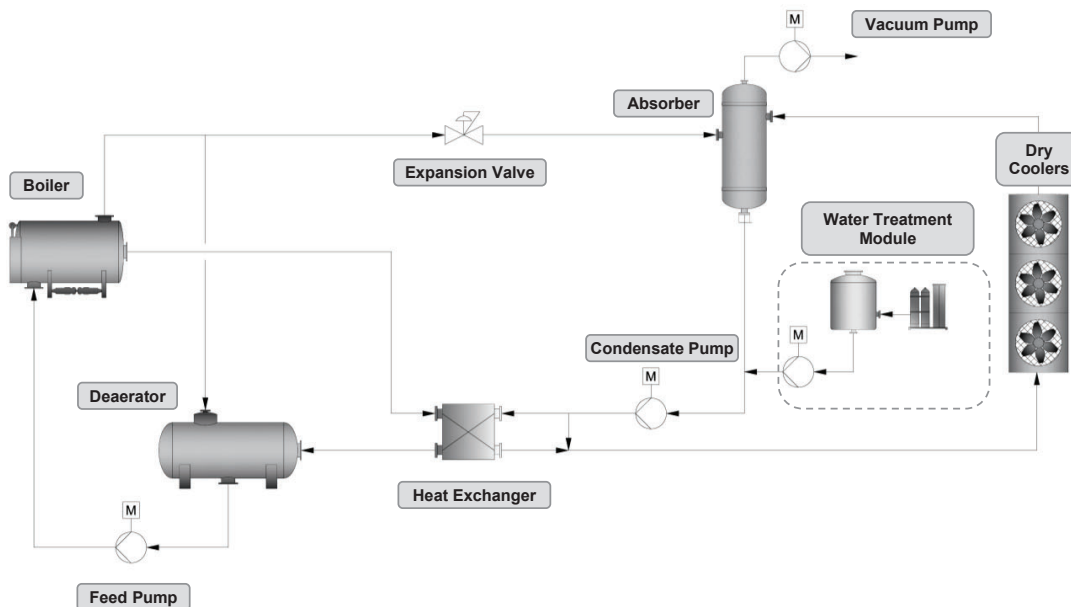 M
Vacuum Pump
Absorber
Expansion Valve
Dry
Coolers
Boiler
Water Treatment
Module
M
Condensate Pump
M
Deaerator
Heat Exchanger
M
Feed Pump